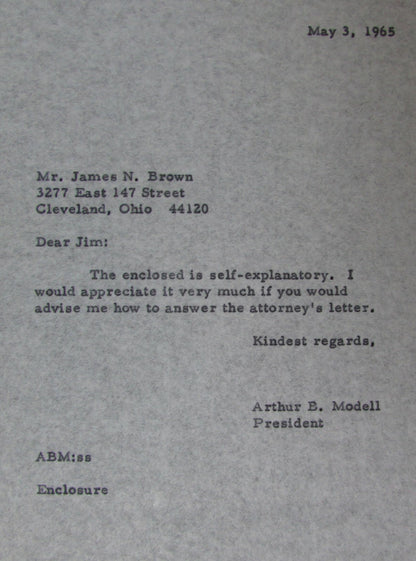 May 3, 1965
Mr. James N. Brown
3277 East 147 Street
Cleveland, Ohio 44120
Dear Jim:
The enclosed is self-explanatory. I
would appreciate it very much if you would
advise me how to answer the attorney's letter.
Kindest regards,
Arthur B. Modell
President
ABM:ss
Enclosure